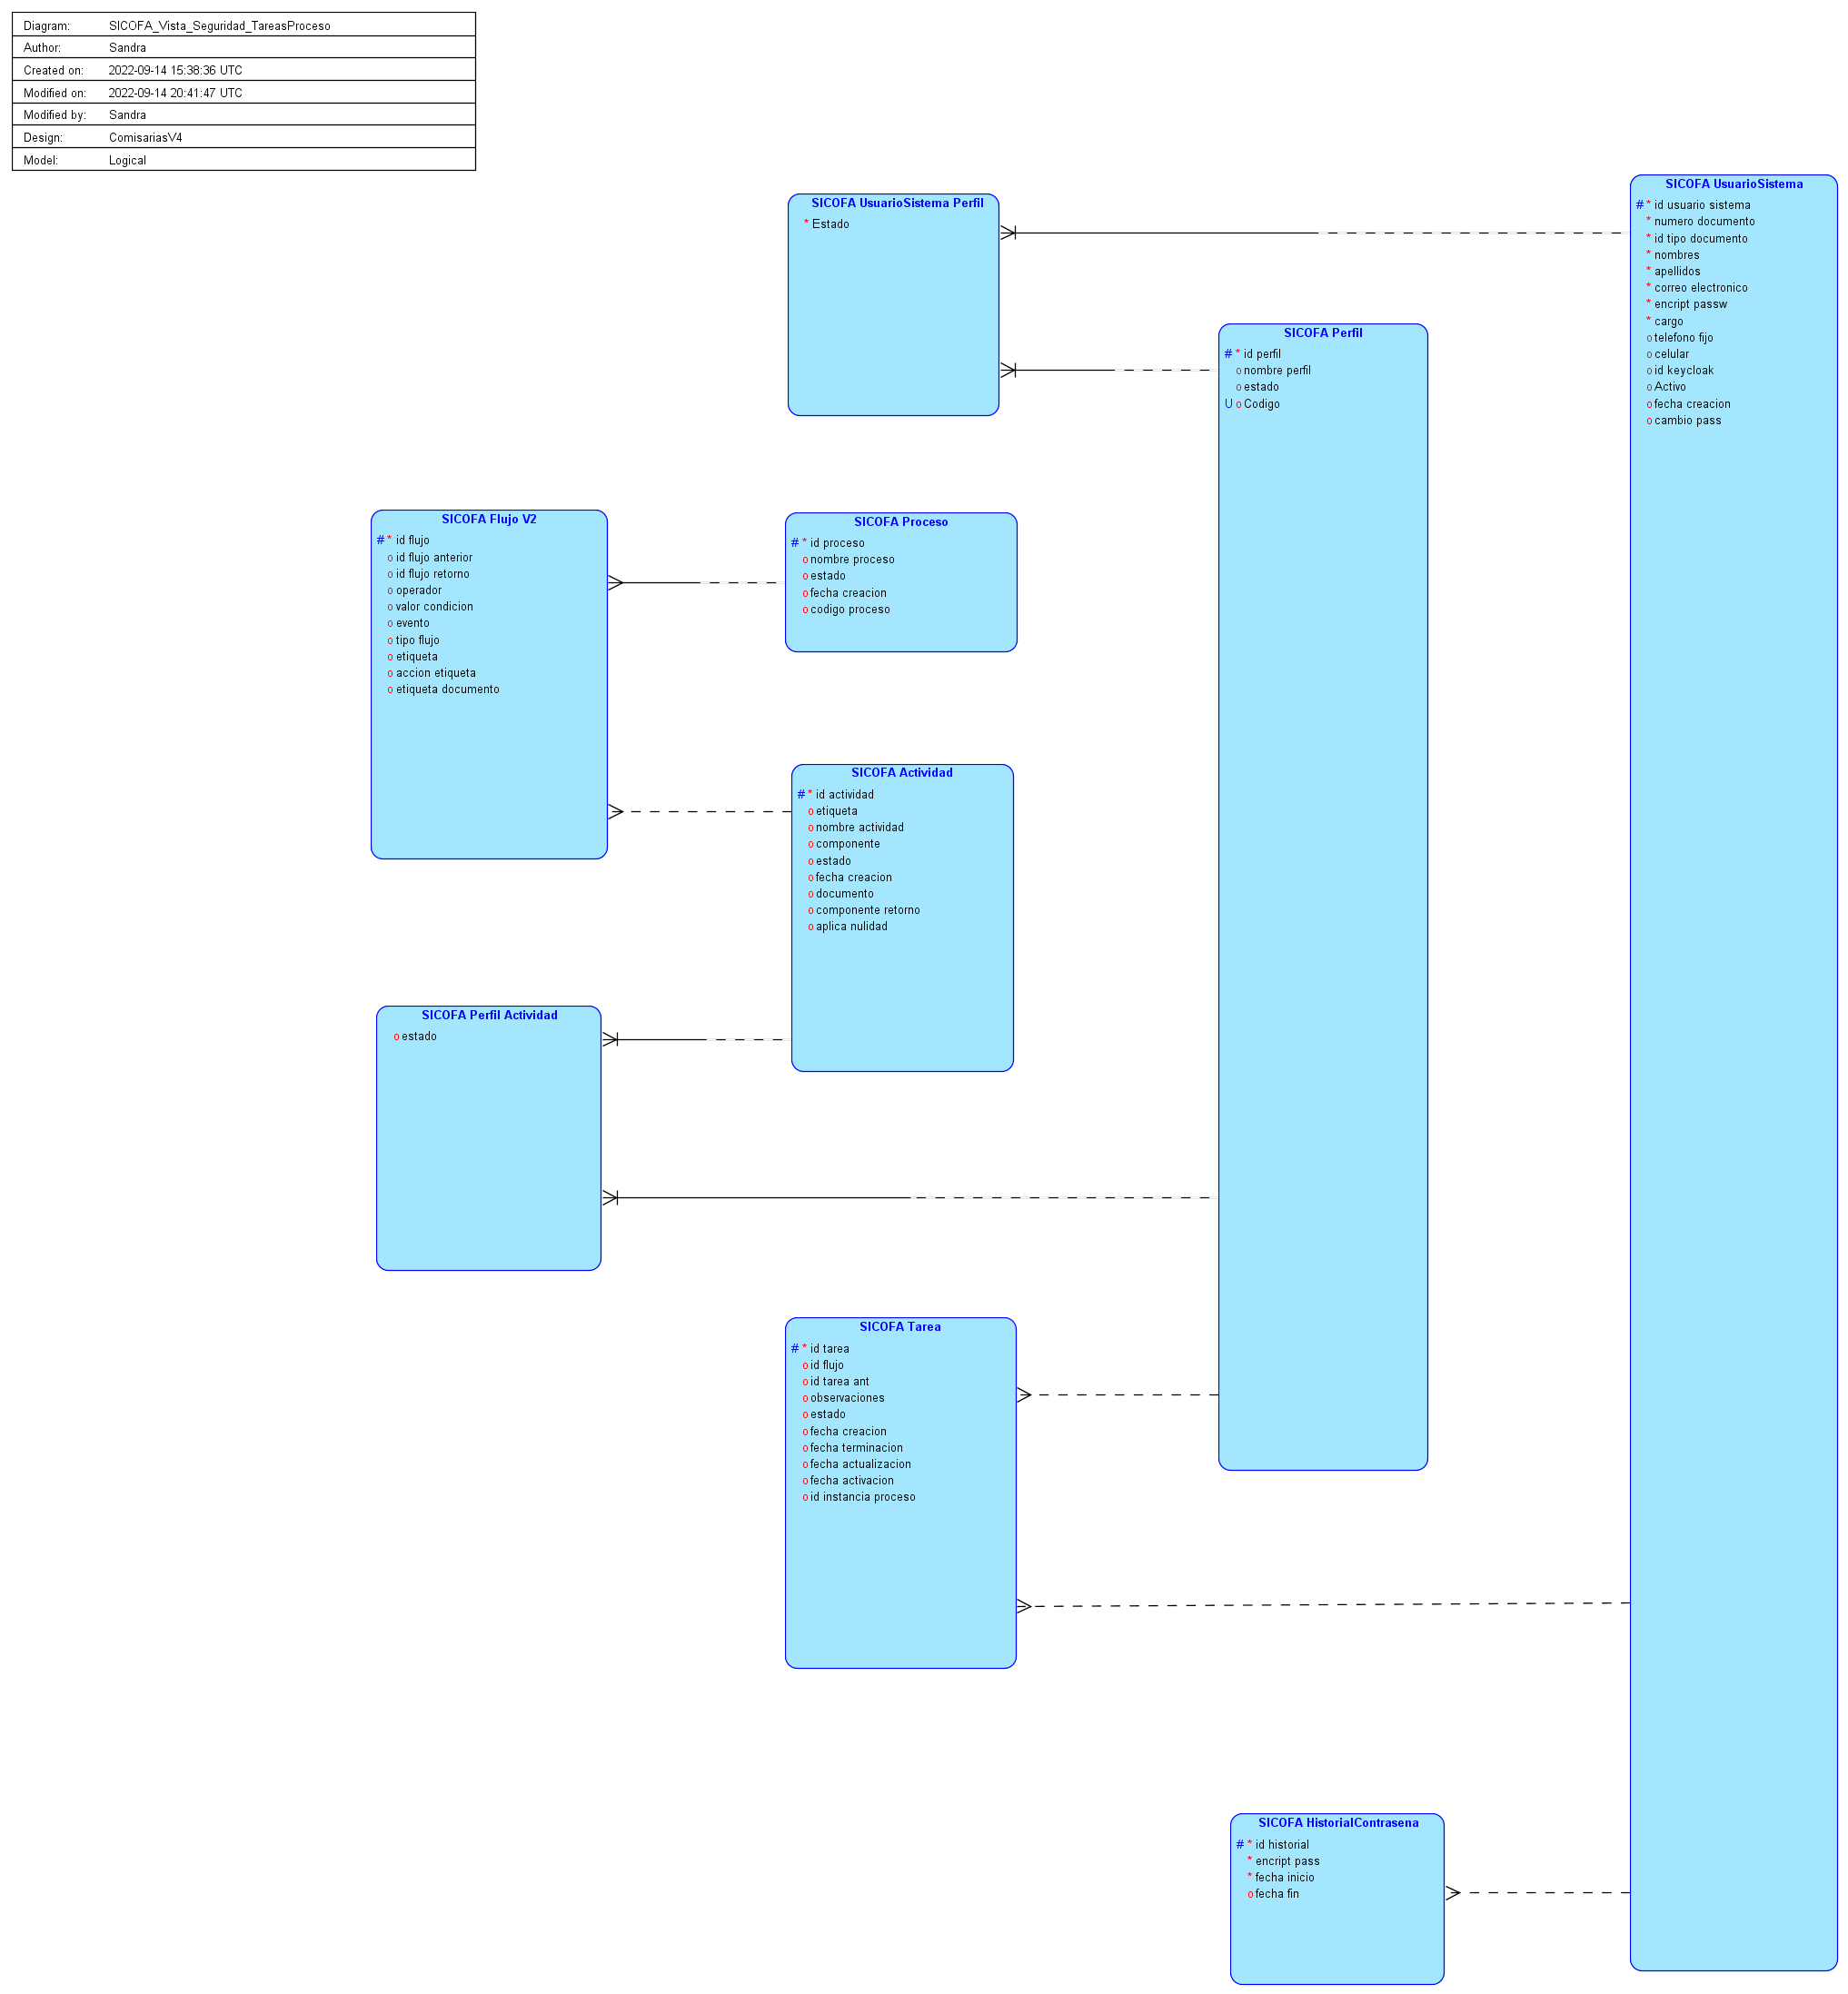 Diagram: SICOFA_Vista_Seguridad_TareasProceso
Author: Sandra
Created on: 2022-09-14 15:38:36 UTC
Modified on: 2022-09-14 20:41:47 UTC
Modified by: Sandra
Design: ComisariasV4
Model: Logical
SICOFA UsuarioSistema Perfil
* Estado
SICOFA UsuarioSistema
# * id usuario sistema
* numero documento
* id tipo documento
* nombres
* apellidos
* correo electronico
* encript passw
* cargo
o telefono fijo
o celular
o id keycloak
o Activo
o fecha creacion
o cambio pass
SICOFA Perfil
# * id perfil
o nombre perfil
o estado
U o Codigo
SICOFA Flujo V2
# * id flujo
o id flujo anterior
o id flujo retorno
o operador
o valor condicion
o evento
o tipo flujo
o etiqueta
o accion etiqueta
o etiqueta documento
SICOFA Proceso
# * id proceso
o nombre proceso
o estado
o fecha creacion
o codigo proceso
SICOFA Actividad
# * id actividad
o etiqueta
o nombre actividad
o componente
o estado
o fecha creacion
o documento
o componente retorno
o aplica nulidad
SICOFA Perfil Actividad
o estado
SICOFA Tarea
# * id tarea
o id flujo
o id tarea ant
o observaciones
o estado
o fecha creacion
o fecha terminacion
o fecha actualizacion
o fecha activacion
o id instancia proceso
SICOFA HistorialContrasena
# * id historial
* encript pass
* fecha inicio
o fecha fin